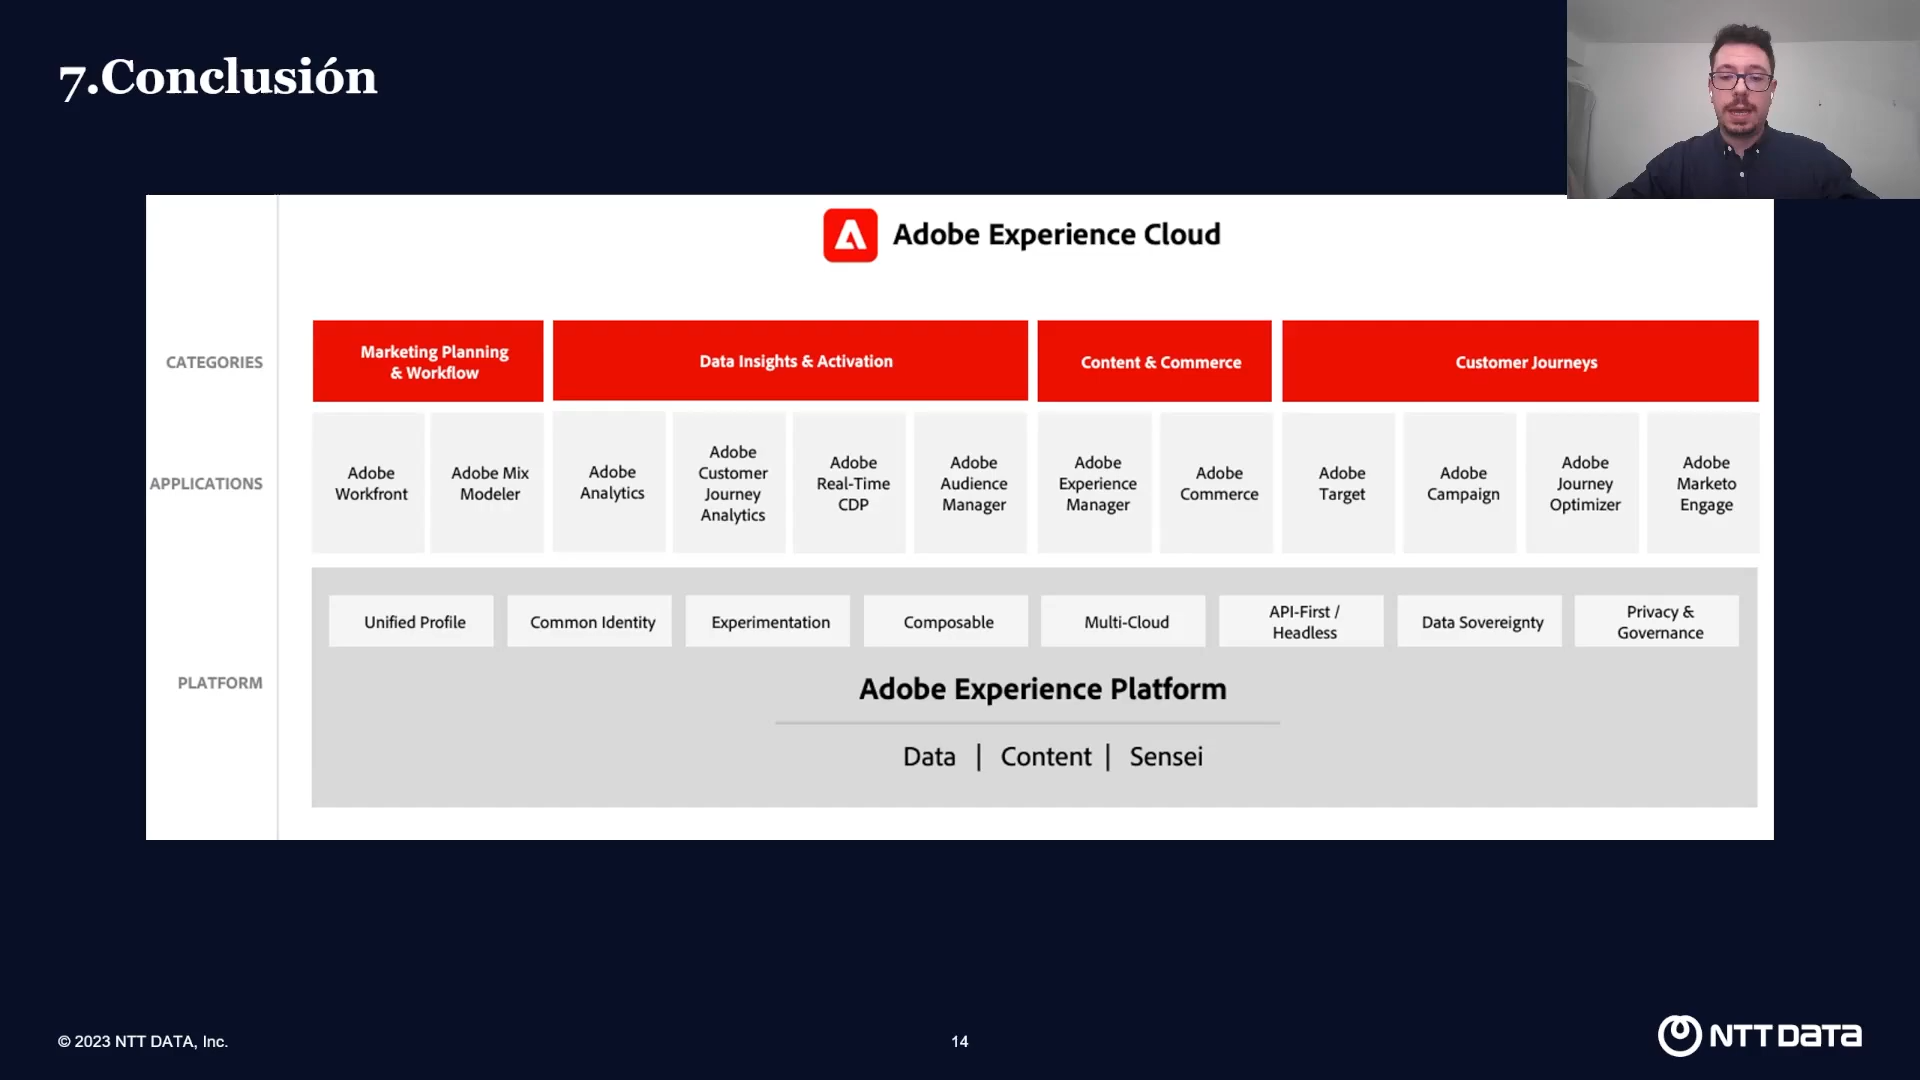 7.Conclusión
Adobe Experience Cloud
CATEGORIES
Marketing Planning
& Workflow
Data Insights & Activation
Content & Commerce
Customer Journeys
APPLICATIONS
Adobe
Workfront
Adobe Mix
Modeler
Adobe
Analytics
Adobe
Customer
Journey
Analytics
Adobe
Real-Time
CDP
Adobe
Audience
Manager
Adobe
Experience
Manager
Adobe
Commerce
Adobe
Target
Adobe
Campaign
Adobe
Journey
Optimizer
Adobe
Marketo
Engage
PLATFORM
Unified Profile
Common Identity
Experimentation
Composable
Multi-Cloud
API-First /
Headless
Data Sovereignty
Privacy &
Governance
Adobe Experience Platform
Data | Content | Sensei
© 2023 NTT DATA, Inc.
14
NTT DATA